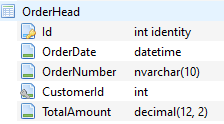 OrderHead
Id int identity
OrderDate datetime
OrderNumber nvarchar(10)
CustomerId int
TotalAmount decimal(12, 2)